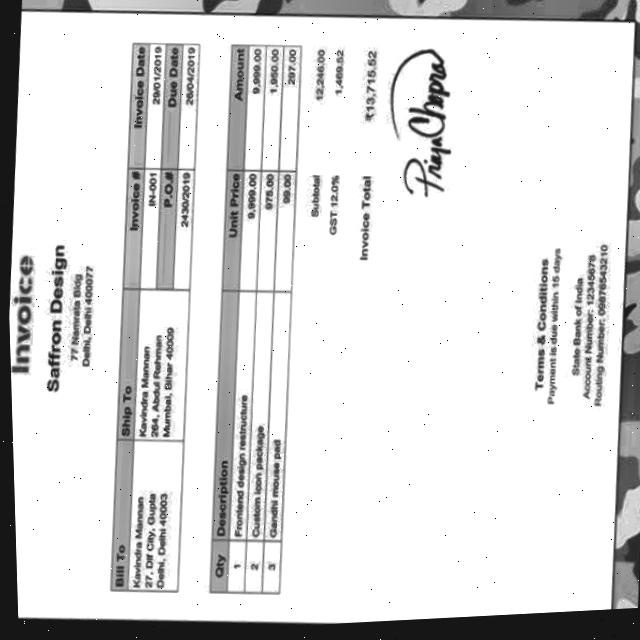 Invoice
Saffron Design
77 Namrata Bldg
Delhi, Delhi 400077
Bill To Ship To Invoice # Invoice Date
Kavindra Mannan Kavindra Mannan IN-001 29/01/2019
27, Dlf City, Gupta 264, Abdul Rehman P.O.# Due Date
Delhi, Delhi 40003 Mumbai, Bihar 40009 2430/2019 26/04/2019
Qty Description Unit Price Amount
1 Frontend design restructure 9,999.00 9,999.00
2 Custom icon package 975.00 1,950.00
3 Gandhi mouse pad 99.00 297.00
Subtotal 12,246.00
GST 12.0% 1,469.52
Invoice Total ₹13,715.52
Priya Chopra
Terms & Conditions
Payment is due within 15 days
State Bank of India
Account Number: 12345678
Routing Number: 09876543210